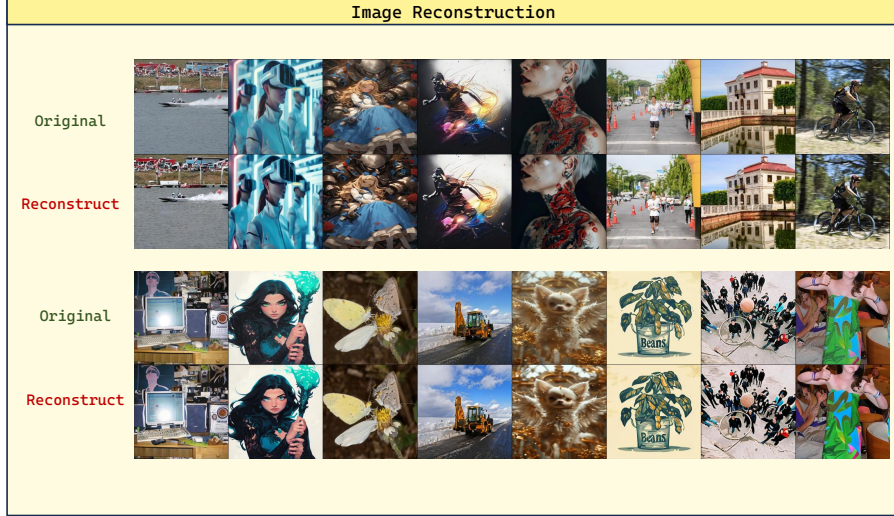 Image Reconstruction
Original
Reconstruct
Original
Beans
Reconstruct
Beans